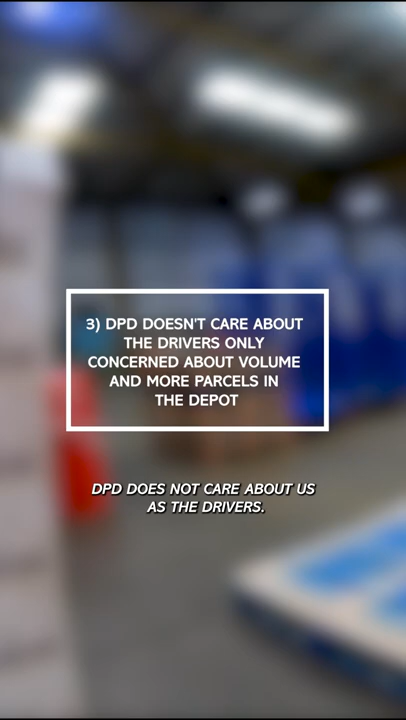 3) DPD DOESN'T CARE ABOUT
THE DRIVERS ONLY
CONCERNED ABOUT VOLUME
AND MORE PARCELS IN
THE DEPOT
DPD DOES NOT CARE ABOUT US
AS THE DRIVERS.